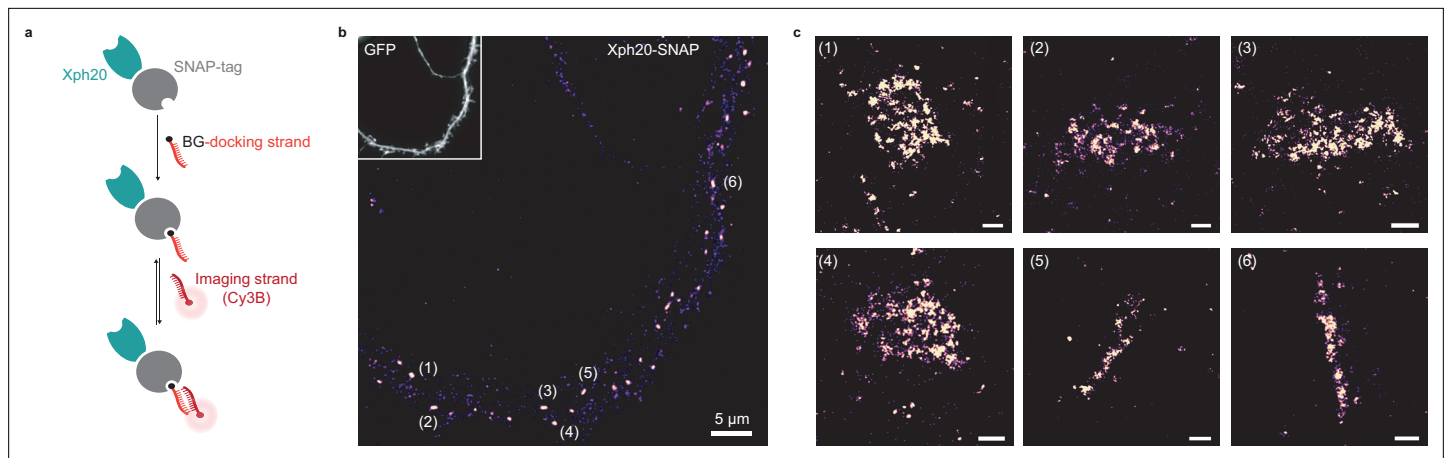 a
Xph20
SNAP-tag
BG-docking strand
Imaging strand
(Cy3B)
b
GFP
Xph20-SNAP
(6)
(1)
(5)
(3)
(2)
(4)
5 µm
c
(1)
(2)
(3)
(4)
(5)
(6)